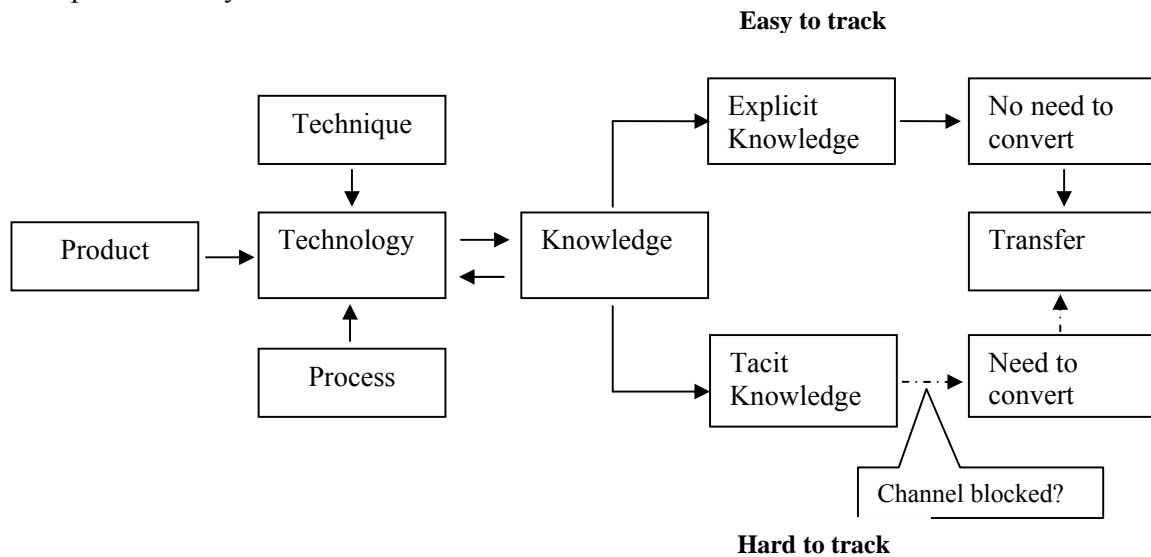 Easy to track
Technique
Explicit
Knowledge
No need to
convert
Product
Technology
Knowledge
Transfer
Process
Tacit
Knowledge
Need to
convert
Channel blocked?
Hard to track